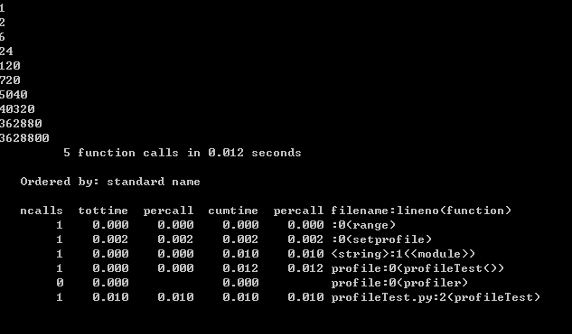 1
2
6
24
120
720
5040
40320
362880
3628800
5 function calls in 0.012 seconds
Ordered by: standard name
ncalls tottime percall cumtime percall filename:lineno(function)
1 0.000 0.000 0.000 0.000 :0(range)
1 0.002 0.002 0.002 0.002 :0(setprofile)
1 0.000 0.000 0.010 0.010 <string>:1(<module>)
1 0.000 0.000 0.012 0.012 profile:0(profileTest())
0 0.000 0.000 profile:0(profiler)
1 0.010 0.010 0.010 0.010 profileTest.py:2(profileTest)